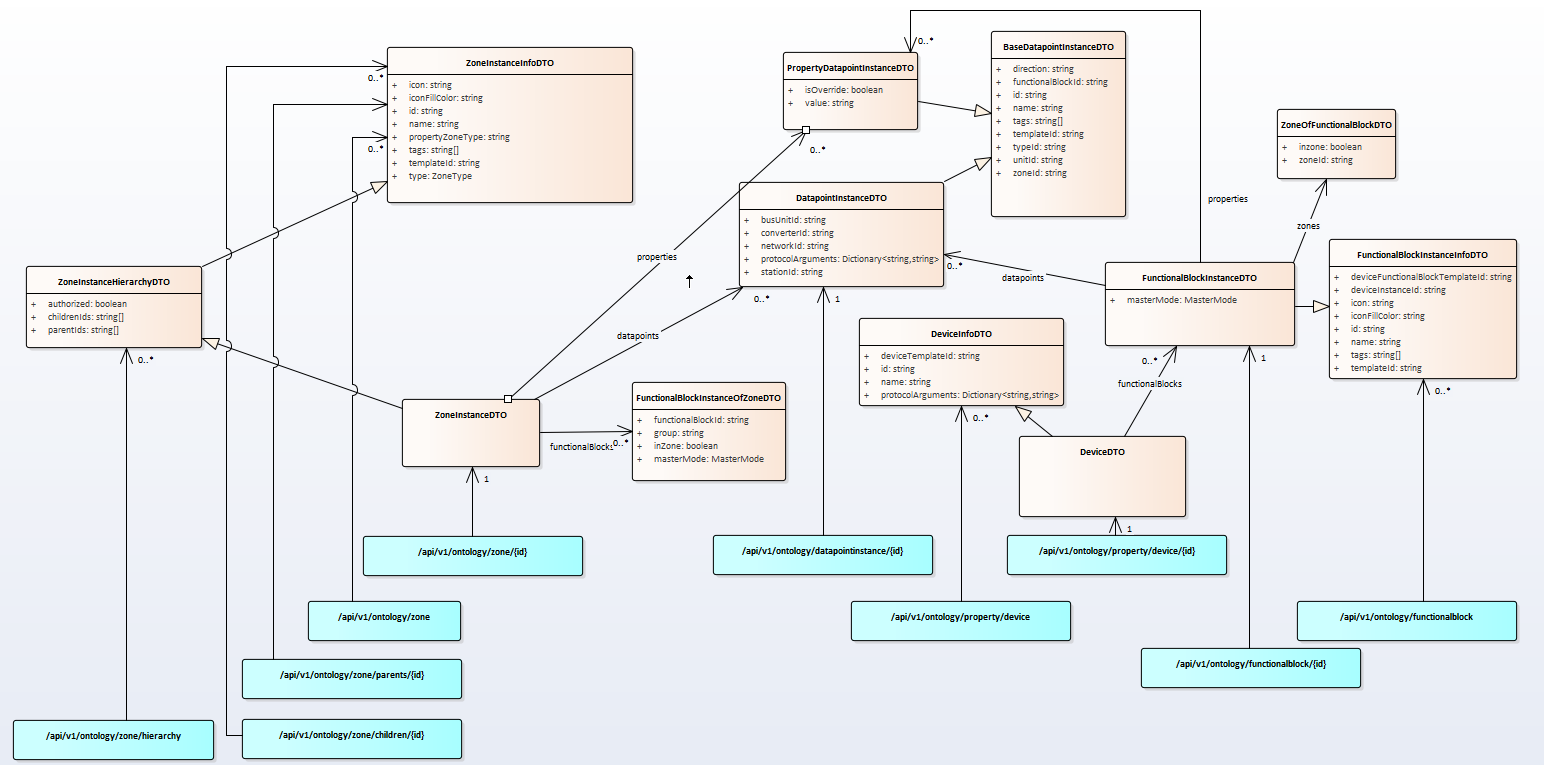 ZoneInstanceInfoDTO
+ icon: string
+ iconFillColor: string
+ id: string
+ name: string
+ propertyZoneType: string
+ tags: string[]
+ templateId: string
+ type: ZoneType
0..*
0..*
PropertyDatapointInstanceDTO
+ isOverride: boolean
+ value: string
0..*
0..*
BaseDatapointInstanceDTO
+ direction: string
+ functionalBlockId: string
+ id: string
+ name: string
+ tags: string[]
+ templateId: string
+ typeId: string
+ unitId: string
+ zoneId: string
ZoneOfFunctionalBlockDTO
+ inzone: boolean
+ zoneId: string
properties
zones
DatapointInstanceDTO
+ busUnitId: string
+ converterId: string
+ networkId: string
+ protocolArguments: Dictionary<string,string>
+ stationId: string
0..*
0..*
1
properties
datapoints
datapoints
FunctionalBlockInstanceDTO
+ masterMode: MasterMode
0..*
1
functionalBlocks
FunctionalBlockInstanceInfoDTO
+ deviceFunctionalBlockTemplateId: string
+ deviceInstanceId: string
+ icon: string
+ iconFillColor: string
+ id: string
+ name: string
+ tags: string[]
+ templateId: string
0..*
ZoneInstanceHierarchyDTO
+ authorized: boolean
+ childrenIds: string[]
+ parentIds: string[]
0..*
DeviceInfoDTO
+ deviceTemplateId: string
+ id: string
+ name: string
+ protocolArguments: Dictionary<string,string>
0..*
ZoneInstanceDTO
1
functionalBlocks
0..*
FunctionalBlockInstanceOfZoneDTO
+ functionalBlockId: string
+ group: string
+ inZone: boolean
+ masterMode: MasterMode
DeviceDTO
1
/api/v1/ontology/zone/{id}
/api/v1/ontology/datapointinstance/{id}
/api/v1/ontology/property/device/{id}
/api/v1/ontology/zone
/api/v1/ontology/property/device
/api/v1/ontology/functionalblock
/api/v1/ontology/zone/parents/{id}
/api/v1/ontology/functionalblock/{id}
/api/v1/ontology/zone/hierarchy
/api/v1/ontology/zone/children/{id}